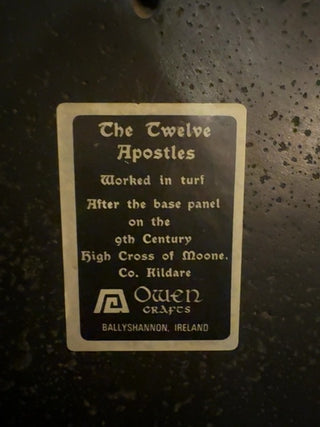 The Twelve
Apostles
Worked in turf
After the base panel
on the
9th Century
High Cross of Moone,
Co. Kildare
Owen
CRAFTS
BALLYSHANNON, IRELAND